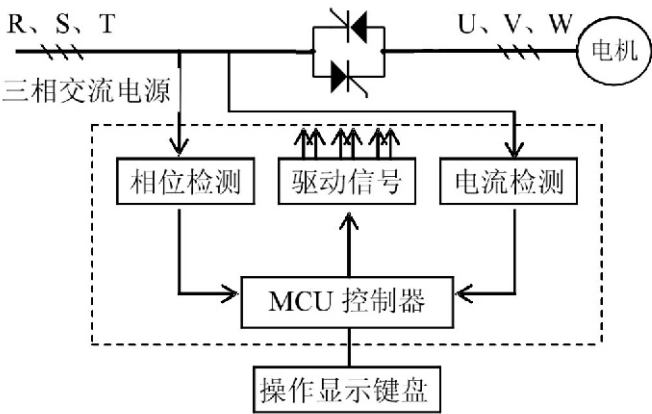 R、S、T
U、V、W
电机
三相交流电源
相位检测
驱动信号
电流检测
MCU 控制器
操作显示键盘